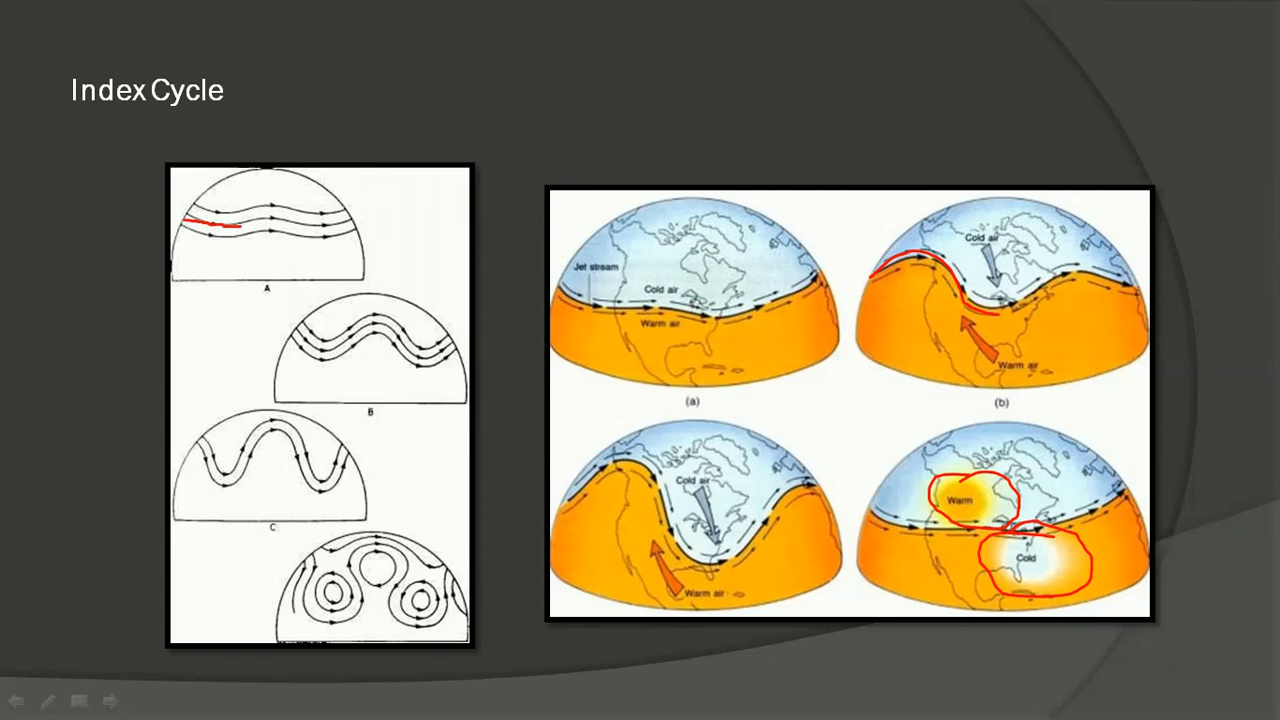 Index Cycle
A
B
C
Jet stream
Cold air
Warm air
(a)
Cold air
Warm air
(b)
Cold air
Warm air
Warm
Cold